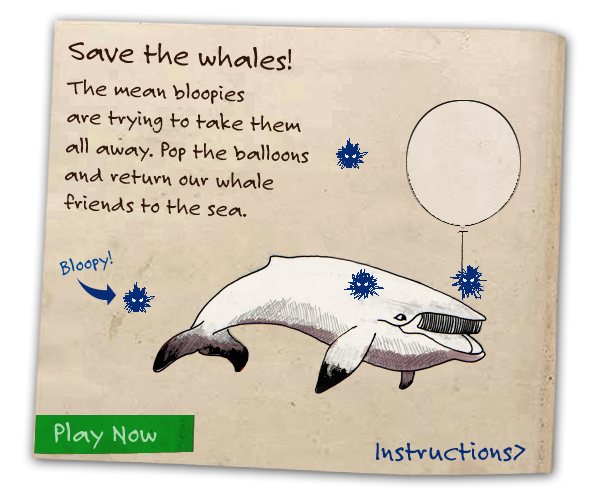 Save the whales!
The mean bloopies
are trying to take them
all away. Pop the balloons
and return our whale
friends to the sea.
Bloopy!
Play Now
Instructions>